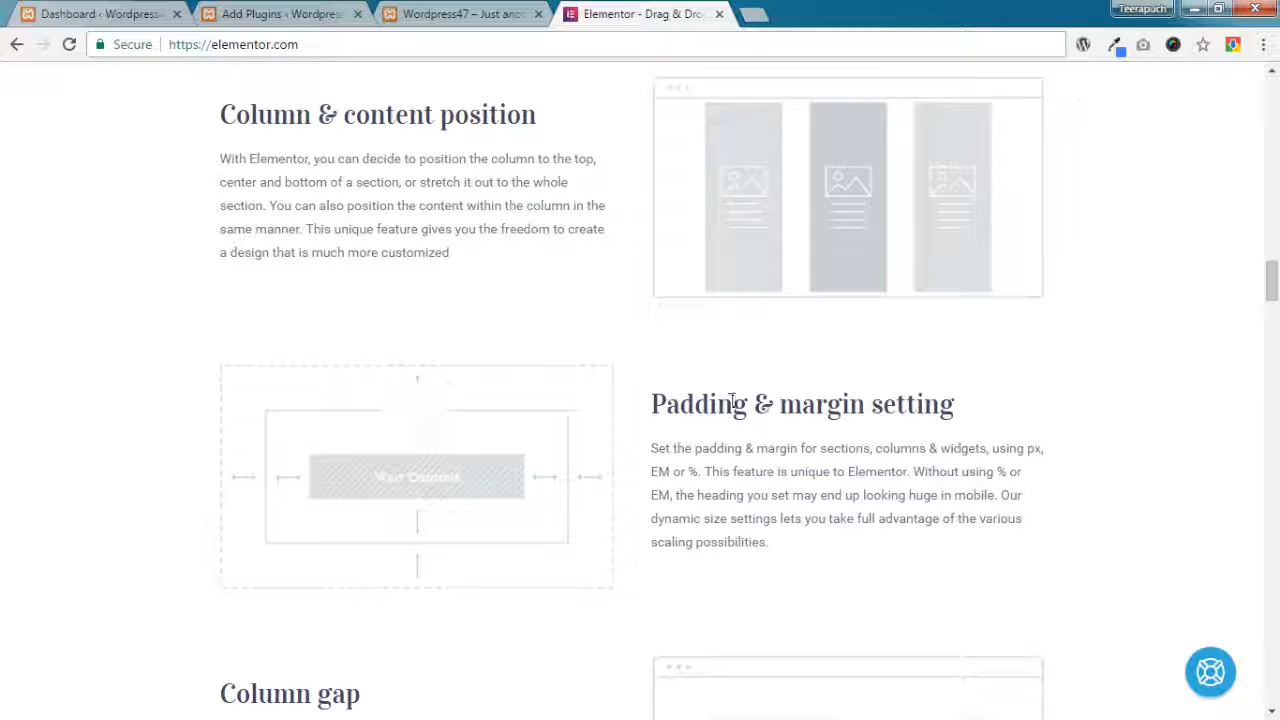 Dashboard ‹ Wordpress-
Add Plugins ‹ Wordpress
Wordpress47 – Just ano
Elementor - Drag & Dro
Teerapuch
Secure
https://elementor.com
Column & content position
With Elementor, you can decide to position the column to the top,
center and bottom of a section, or stretch it out to the whole
section. You can also position the content within the column in the
same manner. This unique feature gives you the freedom to create
a design that is much more customized
Your Content
Padding & margin setting
Set the padding & margin for sections, columns & widgets, using px,
EM or %. This feature is unique to Elementor. Without using % or
EM, the heading you set may end up looking huge in mobile. Our
dynamic size settings lets you take full advantage of the various
scaling possibilities.
Column gap